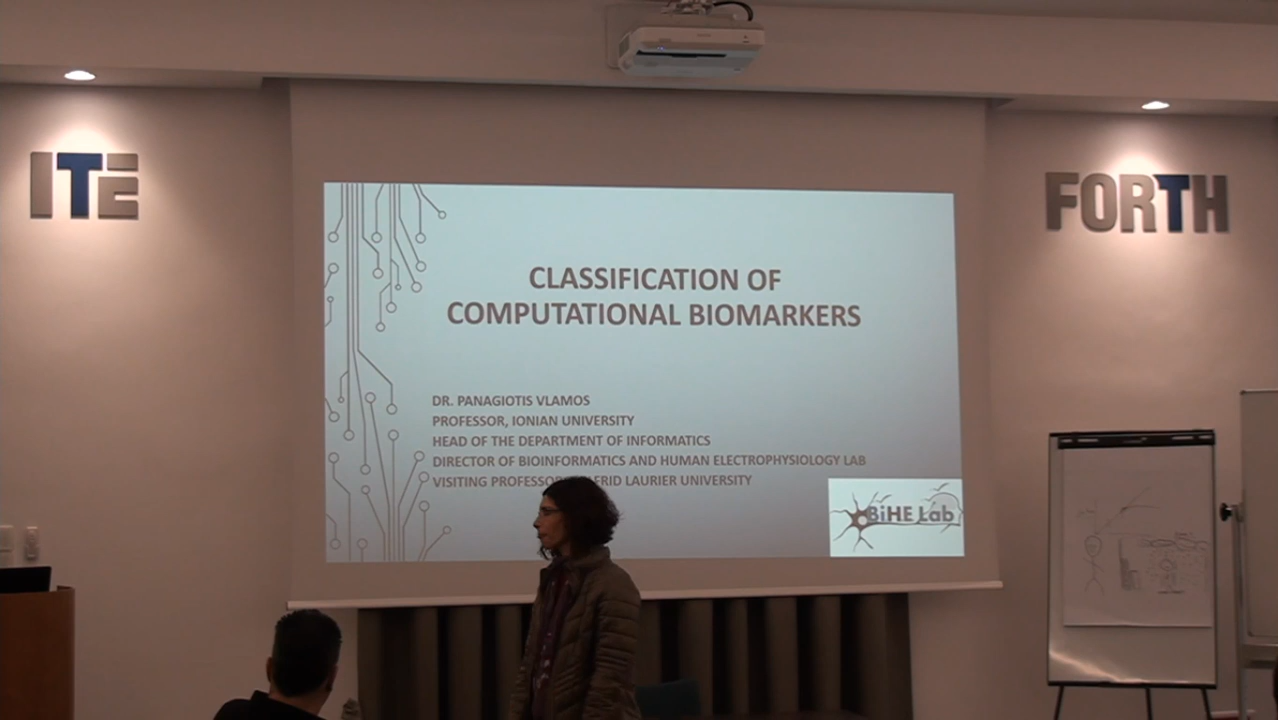 ITE
FORTH
CLASSIFICATION OF
COMPUTATIONAL BIOMARKERS
DR. PANAGIOTIS VLAMOS
PROFESSOR, IONIAN UNIVERSITY
HEAD OF THE DEPARTMENT OF INFORMATICS
DIRECTOR OF BIOINFORMATICS AND HUMAN ELECTROPHYSIOLOGY LAB
VISITING PROFESSOR LAURIER UNIVERSITY
BiHE Lab